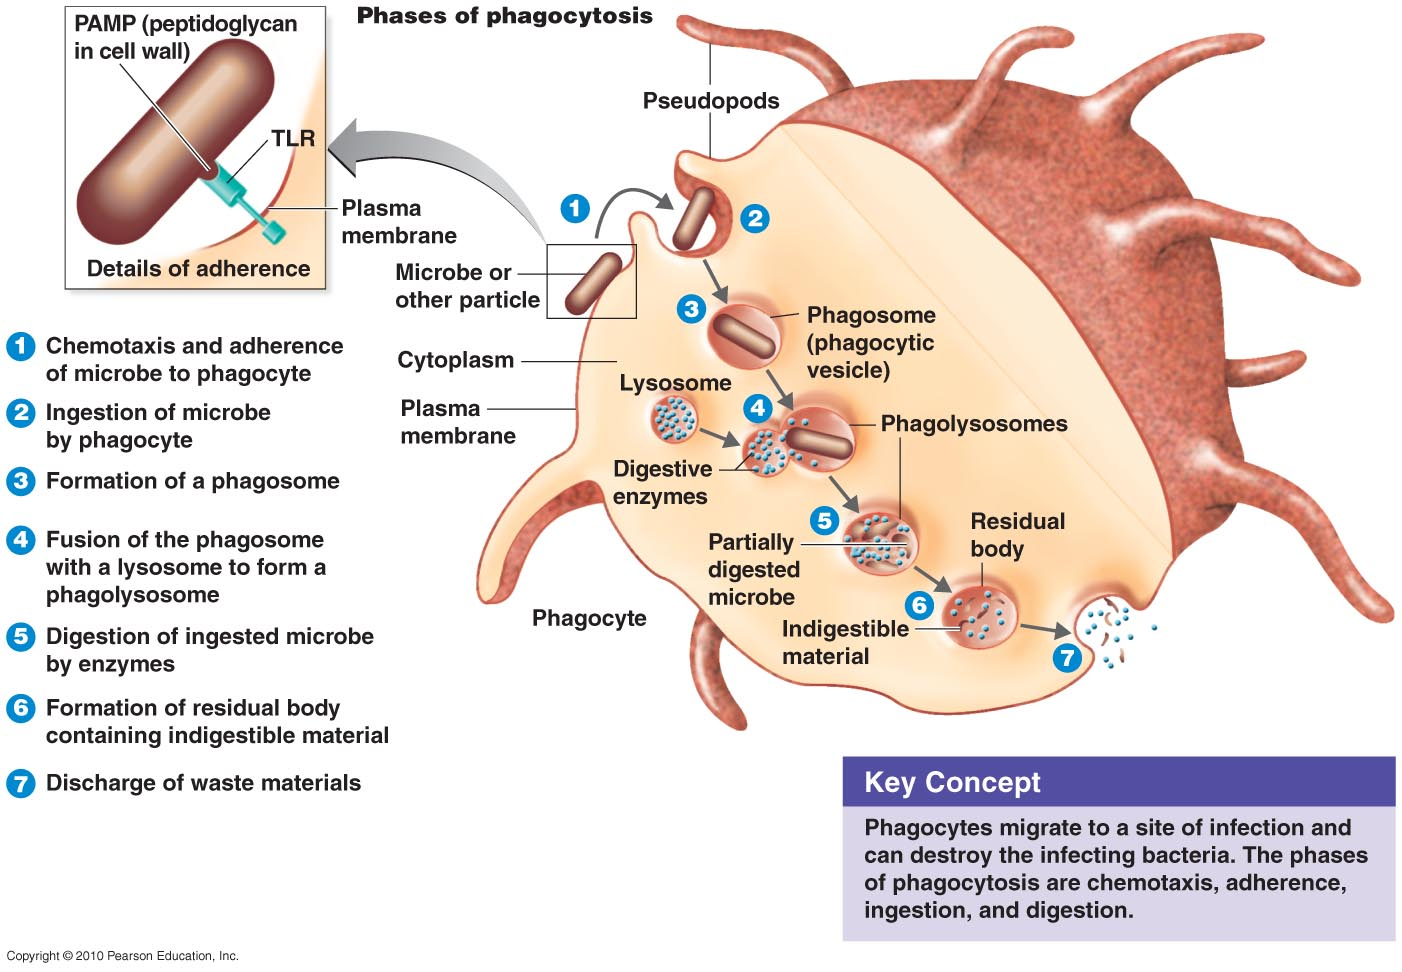 Phases of phagocytosis
PAMP (peptidoglycan
in cell wall)
TLR
Plasma
membrane
Details of adherence
Pseudopods
1
2
Microbe or
other particle
3
Phagosome
(phagocytic
vesicle)
Cytoplasm
Lysosome
4
Plasma
membrane
Phagolysosomes
Digestive
enzymes
5
Partially
digested
microbe
Residual
body
6
Indigestible
material
7
Phagocyte
1 Chemotaxis and adherence
of microbe to phagocyte
2 Ingestion of microbe
by phagocyte
3 Formation of a phagosome
4 Fusion of the phagosome
with a lysosome to form a
phagolysosome
5 Digestion of ingested microbe
by enzymes
6 Formation of residual body
containing indigestible material
7 Discharge of waste materials
Key Concept
Phagocytes migrate to a site of infection and
can destroy the infecting bacteria. The phases
of phagocytosis are chemotaxis, adherence,
ingestion, and digestion.
Copyright © 2010 Pearson Education, Inc.